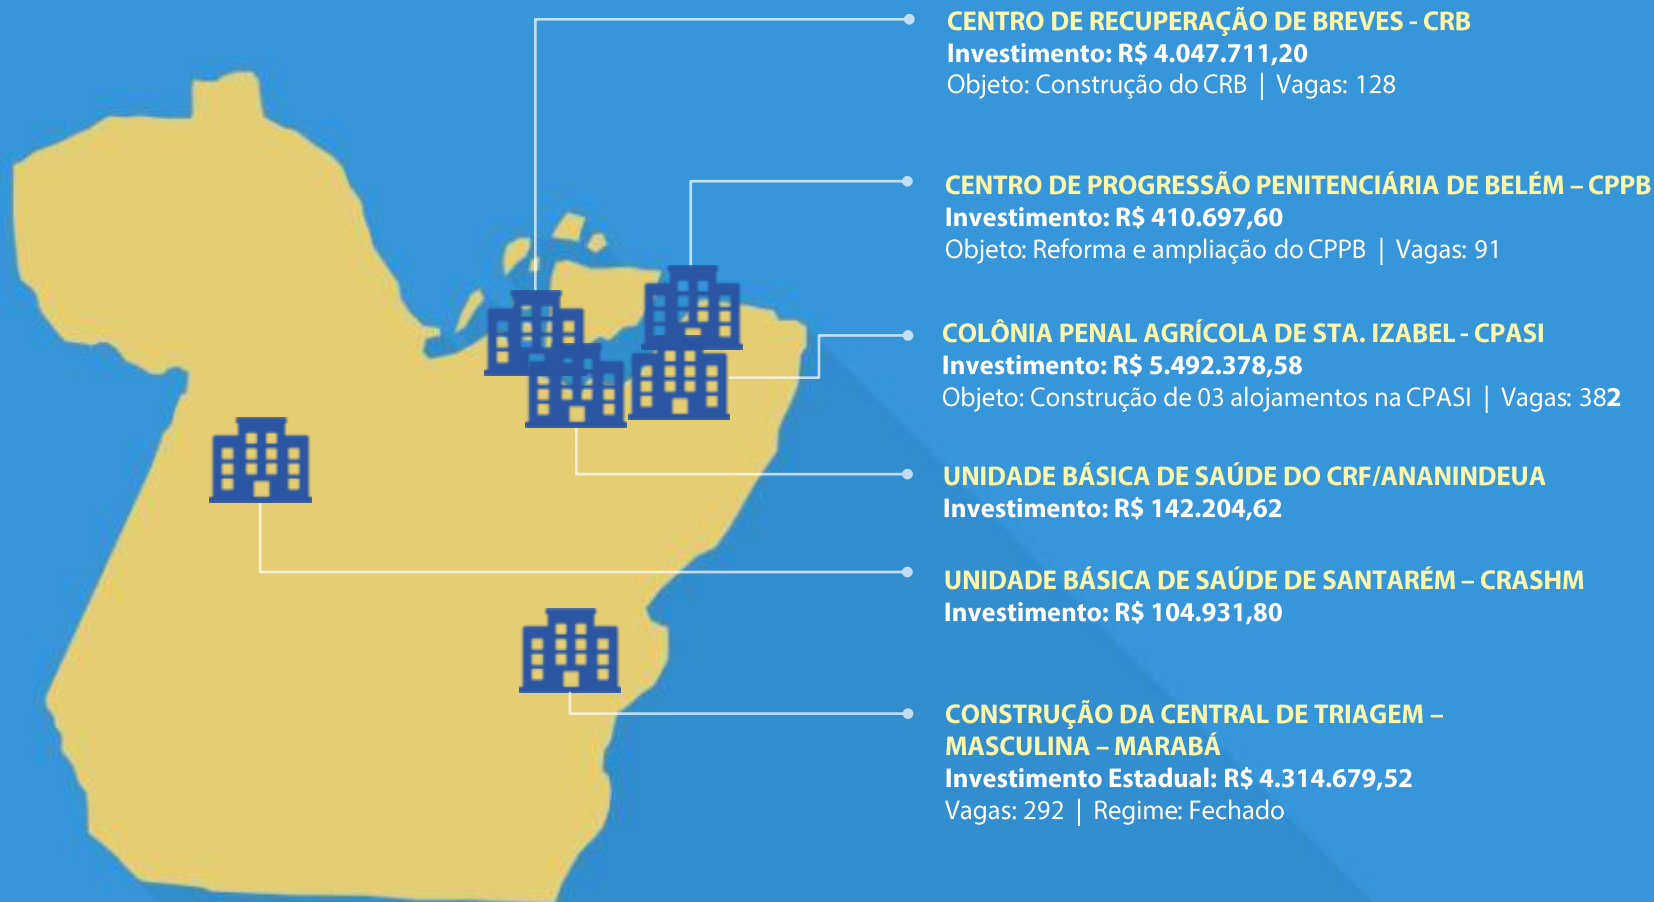 CENTRO DE RECUPERAÇÃO DE BREVES - CRB
Investimento: R$ 4.047.711,20
Objeto: Construção do CRB | Vagas: 128
CENTRO DE PROGRESSÃO PENITENCIÁRIA DE BELÉM – CPPB
Investimento: R$ 410.697,60
Objeto: Reforma e ampliação do CPPB | Vagas: 91
COLÔNIA PENAL AGRÍCOLA DE STA. IZABEL - CPASI
Investimento: R$ 5.492.378,58
Objeto: Construção de 03 alojamentos na CPASI | Vagas: 382
UNIDADE BÁSICA DE SAÚDE DO CRF/ANANINDEUA
Investimento: R$ 142.204,62
UNIDADE BÁSICA DE SAÚDE DE SANTARÉM – CRASHM
Investimento: R$ 104.931,80
CONSTRUÇÃO DA CENTRAL DE TRIAGEM –
MASCULINA – MARABÁ
Investimento Estadual: R$ 4.314.679,52
Vagas: 292 | Regime: Fechado